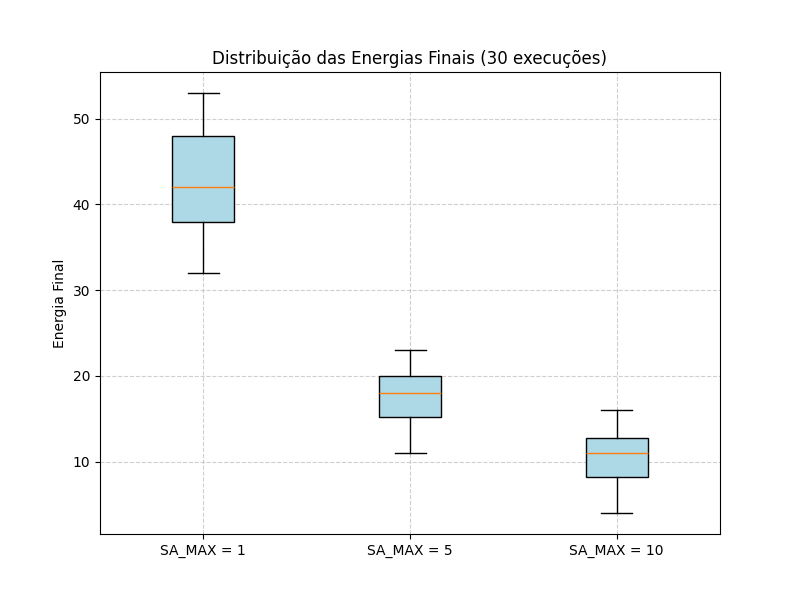 Distribuição das Energias Finais (30 execuções)
Energia Final
50
40
30
20
10
SA_MAX = 1
SA_MAX = 5
SA_MAX = 10